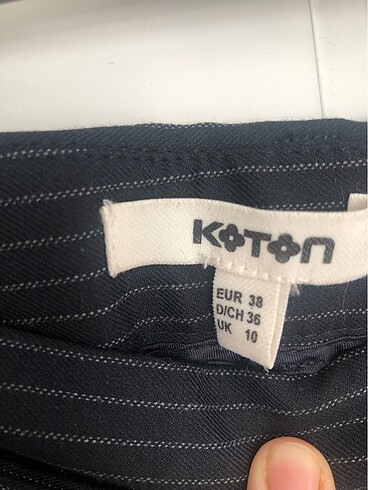 KOTON
EUR 38
D/CH 36
UK 10